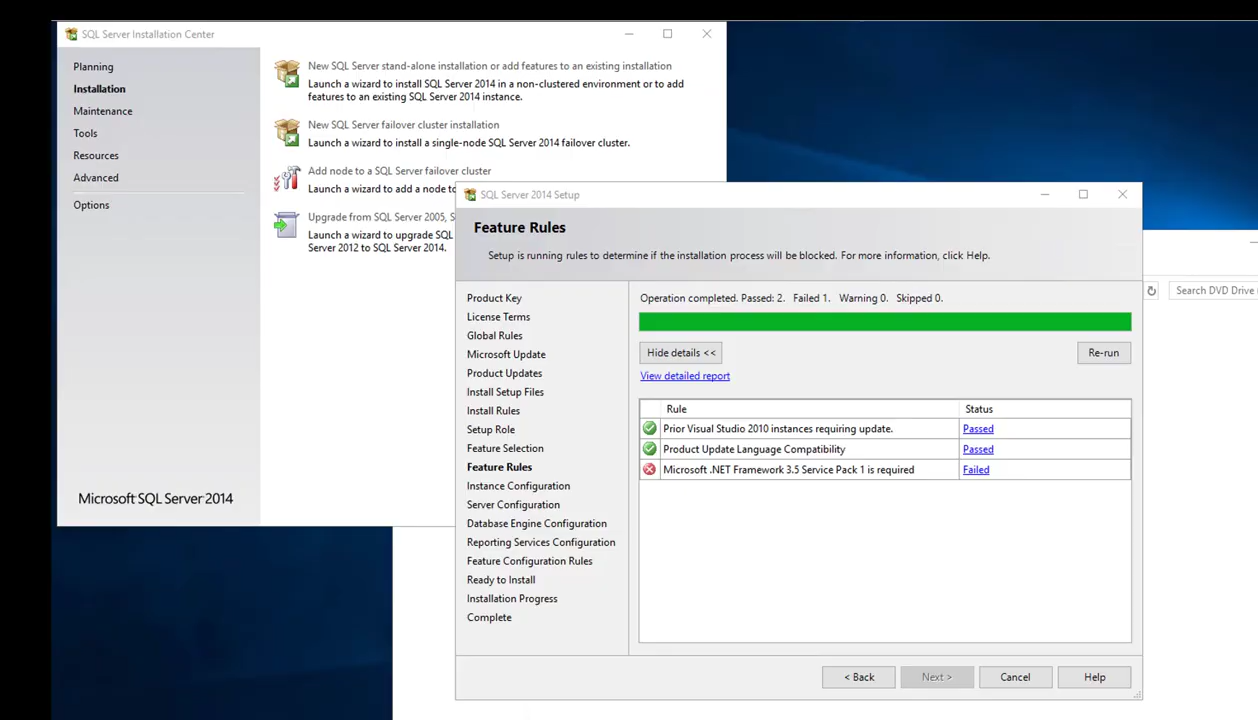 SQL Server Installation Center
Planning
Installation
Maintenance
Tools
Resources
Advanced
Options
Microsoft SQL Server 2014
New SQL Server stand-alone installation or add features to an existing installation
Launch a wizard to install SQL Server 2014 in a non-clustered environment or to add
features to an existing SQL Server 2014 instance.
New SQL Server failover cluster installation
Launch a wizard to install a single-node SQL Server 2014 failover cluster.
Add node to a SQL Server failover cluster
Launch a wizard to add a node to
Upgrade from SQL Server 2005, S
Launch a wizard to upgrade SQL
Server 2012 to SQL Server 2014.
SQL Server 2014 Setup
Feature Rules
Setup is running rules to determine if the installation process will be blocked. For more information, click Help.
Product Key
License Terms
Global Rules
Microsoft Update
Product Updates
Install Setup Files
Install Rules
Setup Role
Feature Selection
Feature Rules
Instance Configuration
Server Configuration
Database Engine Configuration
Reporting Services Configuration
Feature Configuration Rules
Ready to Install
Installation Progress
Complete
Operation completed. Passed: 2. Failed 1. Warning 0. Skipped 0.
Hide details <<
Re-run
View detailed report
Rule Status
Prior Visual Studio 2010 instances requiring update. Passed
Product Update Language Compatibility Passed
Microsoft .NET Framework 3.5 Service Pack 1 is required Failed
< Back
Next >
Cancel
Help
Search DVD Drive